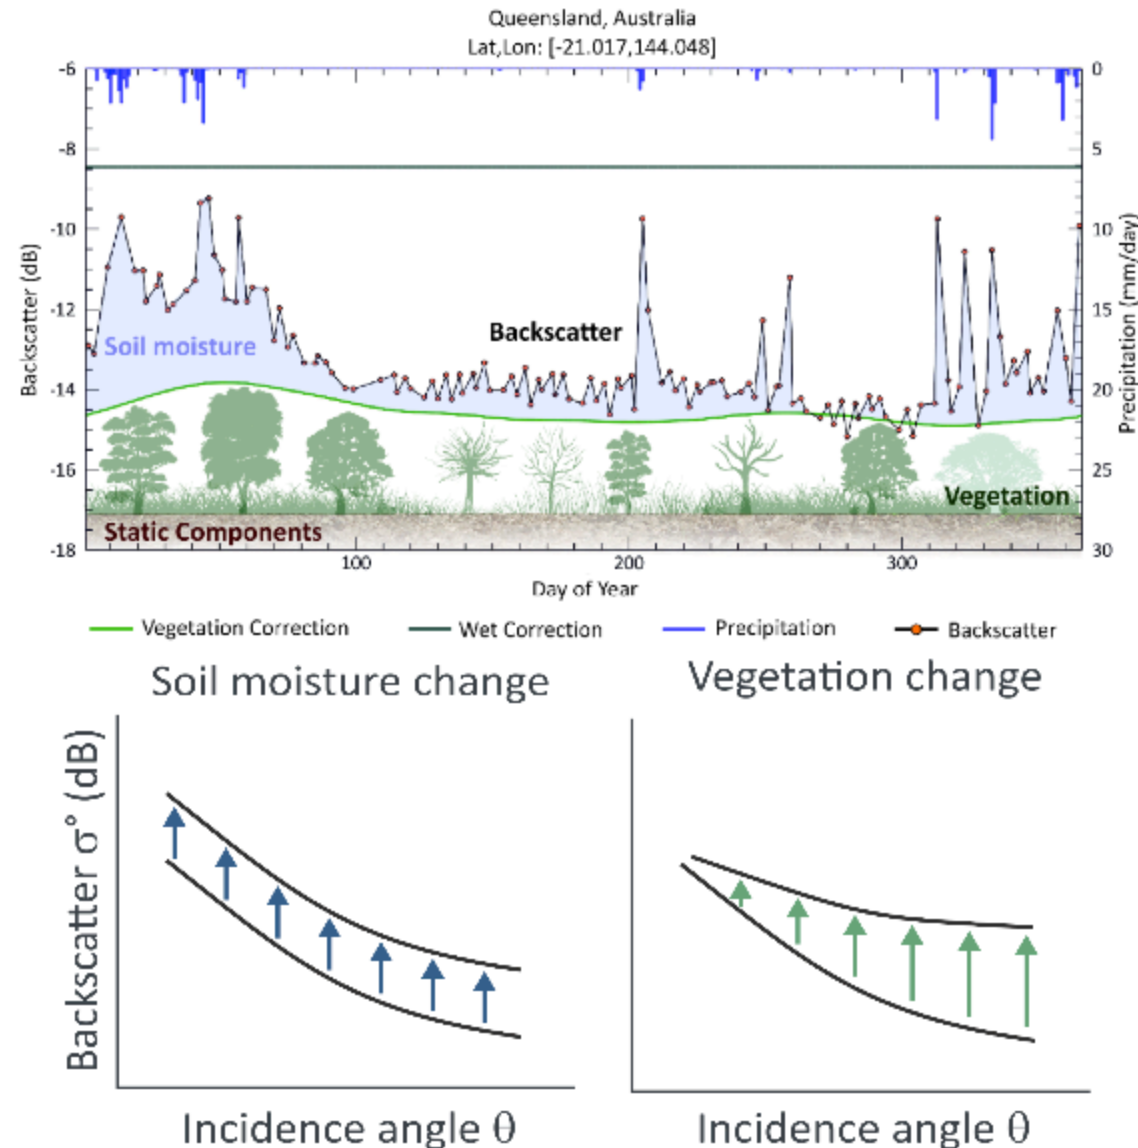 Queensland, Australia
Lat,Lon: [-21.017,144.048]
-6
-8
-10
-12
-14
-16
-18
Backscatter (dB)
0
5
10
15
20
25
30
Precipitation (mm/day)
Backscatter
Soil moisture
Vegetation
Static Components
100
200
300
Day of Year
Vegetation Correction
Wet Correction
Precipitation
Backscatter
Soil moisture change
Vegetation change
Backscatter σ° (dB)
Incidence angle θ
Incidence angle θ